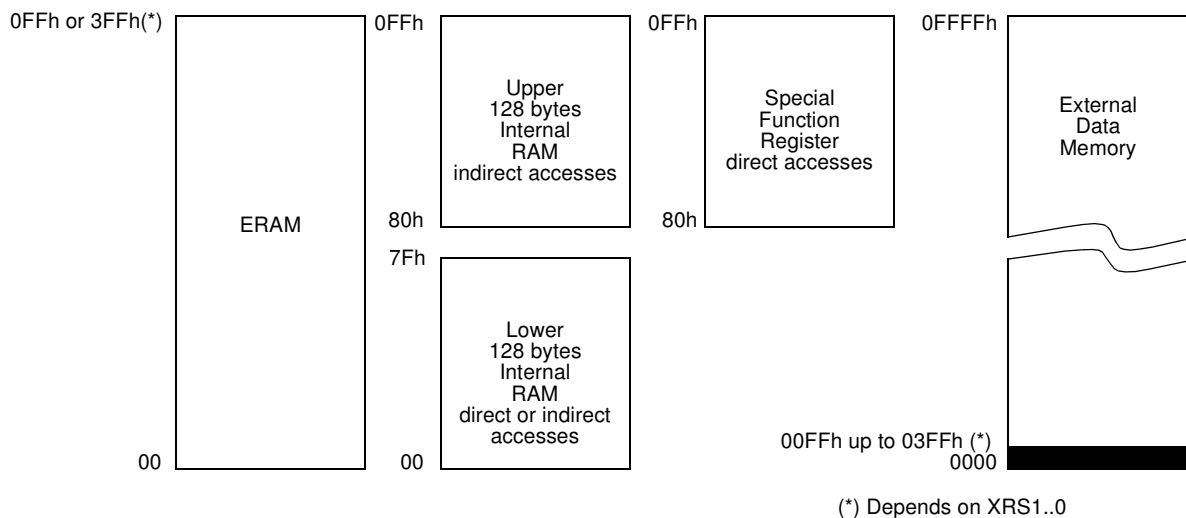 0FFh or 3FFh(*)
ERAM
00
0FFh
Upper
128 bytes
Internal
RAM
indirect accesses
80h
7Fh
Lower
128 bytes
Internal
RAM
direct or indirect
accesses
00
0FFh
Special
Function
Register
direct accesses
80h
0FFFFh
External
Data
Memory
00FFh up to 03FFh (*)
0000
(*) Depends on XRS1..0